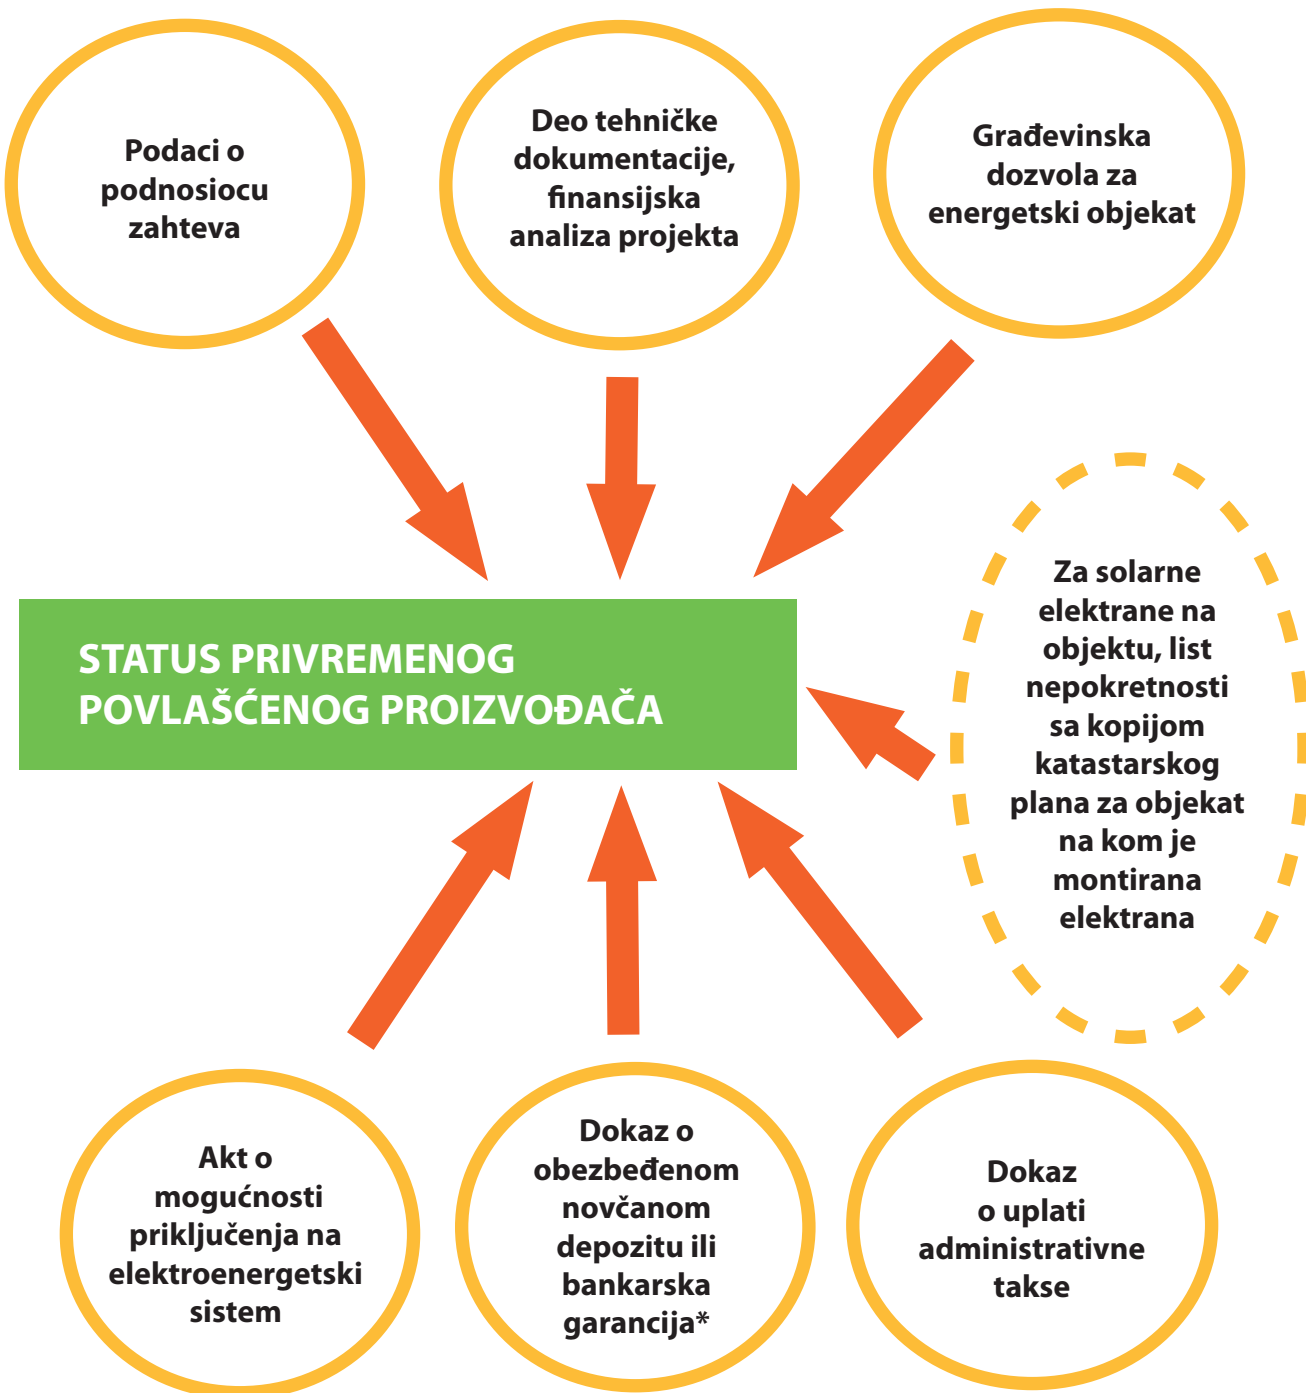 Podaci o
podnosiocu
zahteva
Deo tehničke
dokumentacije,
finansijska
analiza projekta
Građevinska
dozvola za
energetski objekat
Za solarne
elektrane na
objektu, list
nepokretnosti
sa kopijom
katastarskog
plana za objekat
na kom je
montirana
elektrana
STATUS PRIVREMENOG
POVLAŠĆENOG PROIZVOĐAČA
Akt o
mogućnosti
priključenja na
elektroenergetski
sistem
Dokaz o
obezbeđenom
novčanom
depozitu ili
bankarska
garancija*
Dokaz
o uplati
administrativne
takse